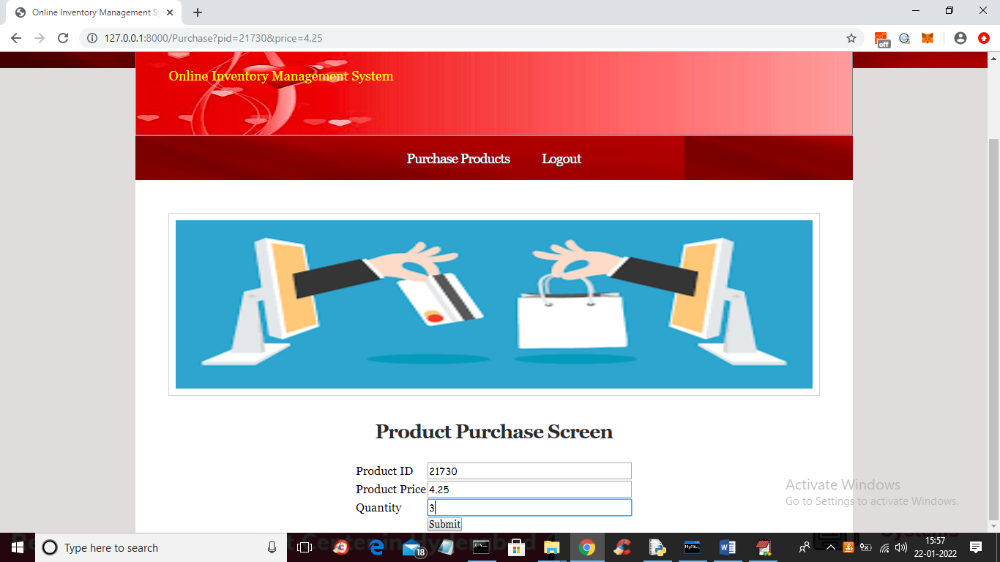 Online Inventory Management S
127.0.0.1:8000/Purchase?pid=21730&price=4.25
off
Online Inventory Management System
Purchase Products
Logout
Product Purchase Screen
Product ID 21730
Product Price 4.25
Quantity 3
Submit
Activate Windows
Go to Settings to activate Windows.
Type here to search
18
MySQL
15:57
22-01-2022